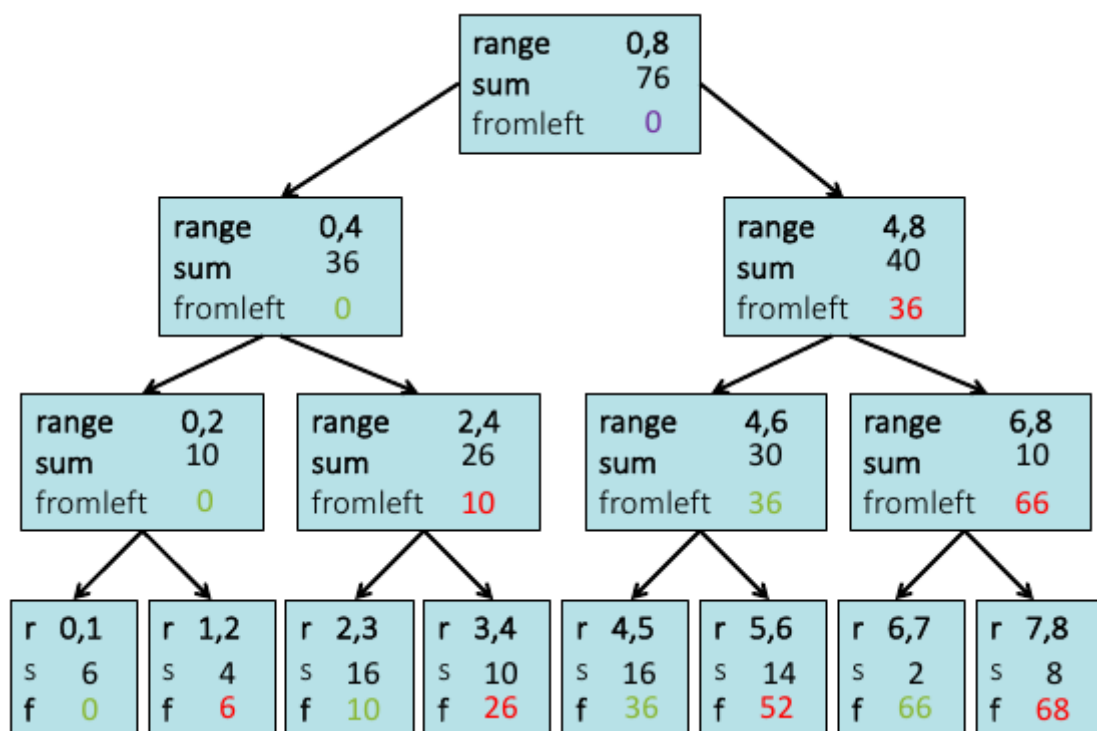 range 0,8
sum 76
fromleft 0
range 0,4
sum 36
fromleft 0
range 4,8
sum 40
fromleft 36
range 0,2
sum 10
fromleft 0
range 2,4
sum 26
fromleft 10
range 4,6
sum 30
fromleft 36
range 6,8
sum 10
fromleft 66
r 0,1
s 6
f 0
r 1,2
s 4
f 6
r 2,3
s 16
f 10
r 3,4
s 10
f 26
r 4,5
s 16
f 36
r 5,6
s 14
f 52
r 6,7
s 2
f 66
r 7,8
s 8
f 68